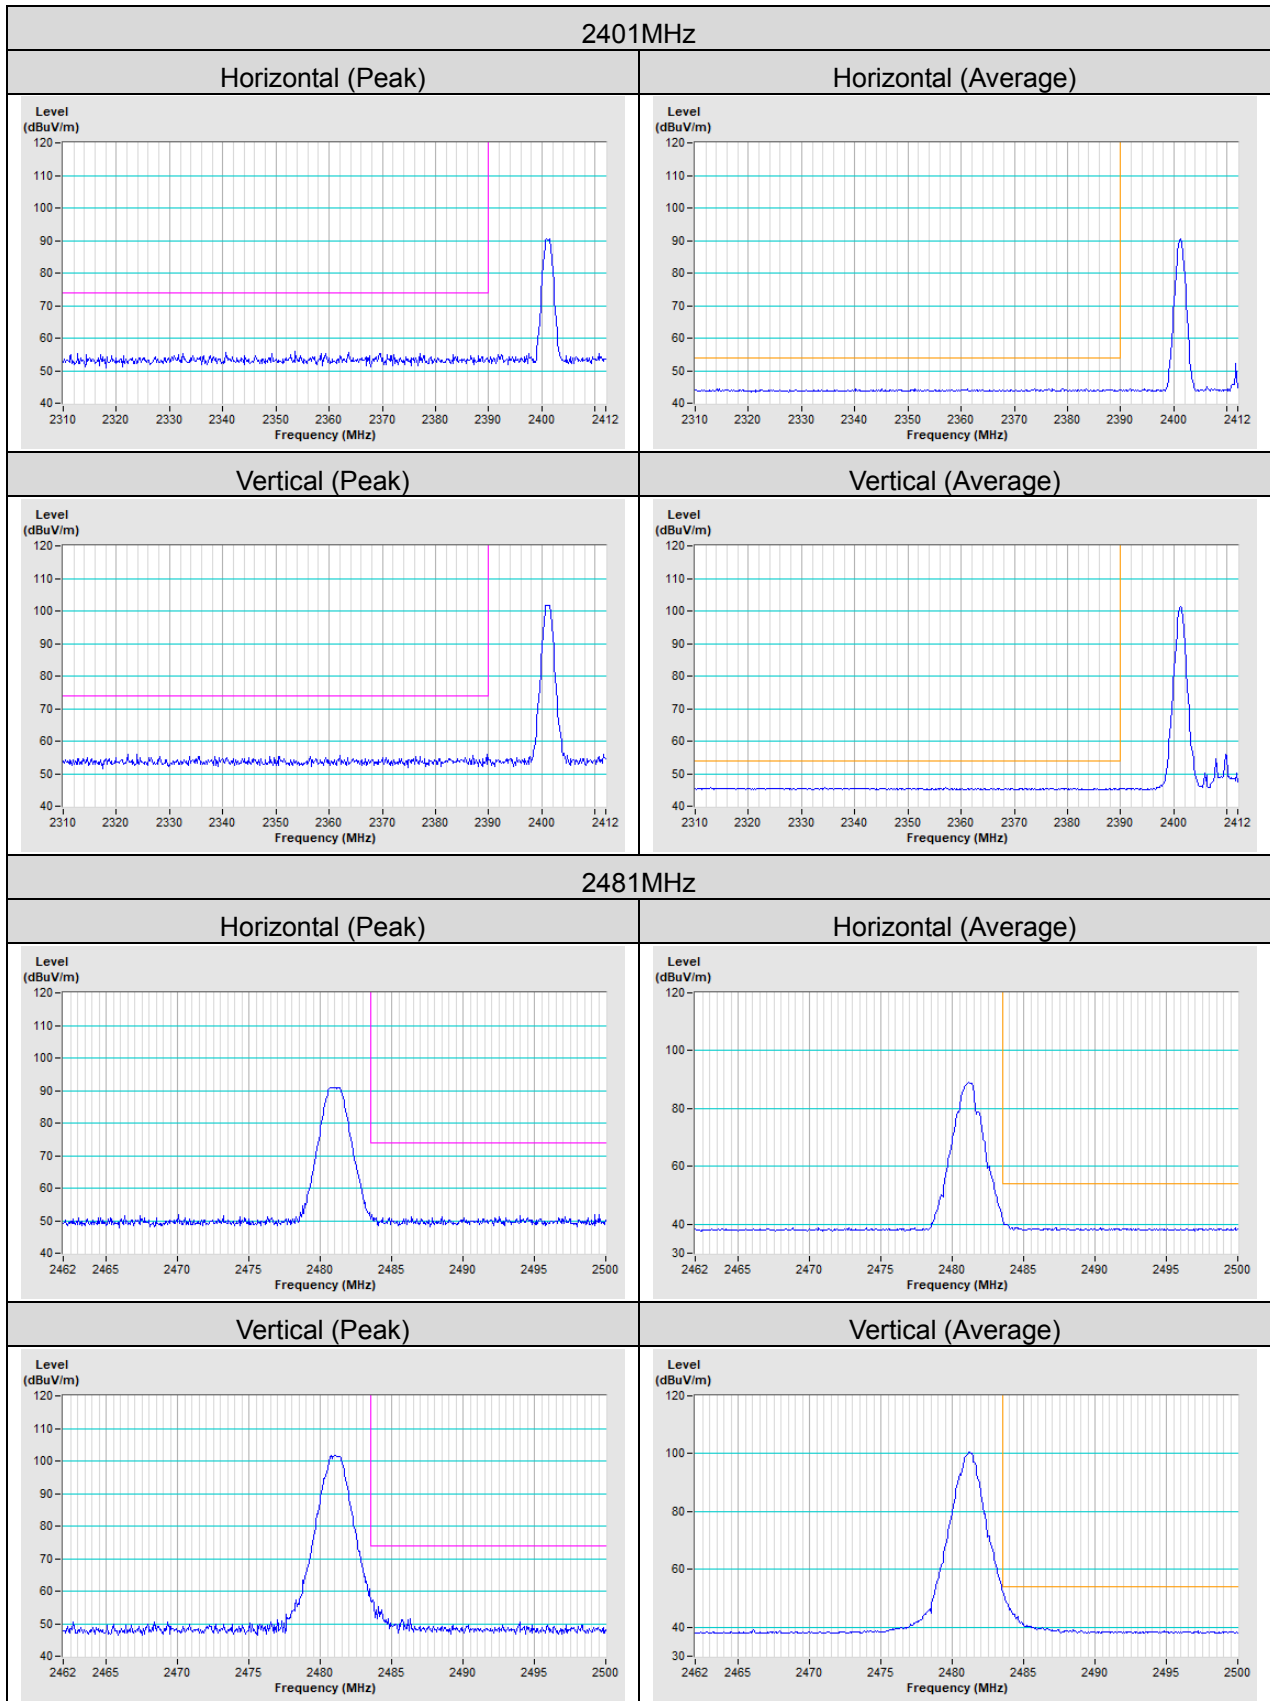 2401MHz
Horizontal (Peak)
Horizontal (Average)
Level
(dBuV/m)
120
110
100
90
80
70
60
50
40
2310 2320 2330 2340 2350 2360 2370 2380 2390 2400 2412
Frequency (MHz)
Level
(dBuV/m)
120
110
100
90
80
70
60
50
40
2310 2320 2330 2340 2350 2360 2370 2380 2390 2400 2412
Frequency (MHz)
Vertical (Peak)
Vertical (Average)
Level
(dBuV/m)
120
110
100
90
80
70
60
50
40
2310 2320 2330 2340 2350 2360 2370 2380 2390 2400 2412
Frequency (MHz)
Level
(dBuV/m)
120
110
100
90
80
70
60
50
40
2310 2320 2330 2340 2350 2360 2370 2380 2390 2400 2412
Frequency (MHz)
2481MHz
Horizontal (Peak)
Horizontal (Average)
Level
(dBuV/m)
120
110
100
90
80
70
60
50
40
2462 2465 2470 2475 2480 2485 2490 2495 2500
Frequency (MHz)
Level
(dBuV/m)
120
100
80
60
40
30
2462 2465 2470 2475 2480 2485 2490 2495 2500
Frequency (MHz)
Vertical (Peak)
Vertical (Average)
Level
(dBuV/m)
120
110
100
90
80
70
60
50
40
2462 2465 2470 2475 2480 2485 2490 2495 2500
Frequency (MHz)
Level
(dBuV/m)
120
100
80
60
40
30
2462 2465 2470 2475 2480 2485 2490 2495 2500
Frequency (MHz)